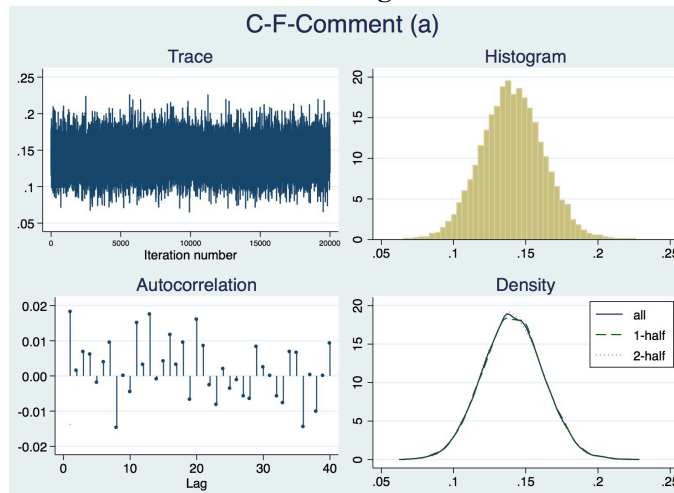 C-F-Comment (a)
Trace
.25
.2
.15
.1
.05
0 5000 10000 15000 20000
Iteration number
Histogram
20
15
10
5
0
.05 .1 .15 .2 .25
Autocorrelation
0.02
0.01
0.00
-0.01
-0.02
0 10 20 30 40
Lag
Density
20
15
10
5
0
all
1-half
2-half
.05 .1 .15 .2 .25